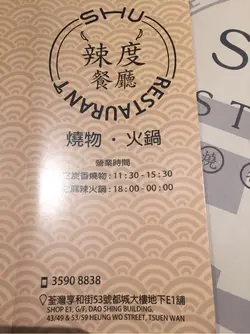 SHU
辣度
餐廳
RESTAURANT
燒物 · 火鍋
營業時間
炭香燒物:11:30-15:30
麻辣火鍋:18:00-00:00
3590 8838
荃灣享和街53號都城大樓地下E1舖
SHOP E1, G/F, DAO SHING BUILDING,
43/49 & 53/59 HEUNG WO STREET, TSUEN WAN
S
ST
燒